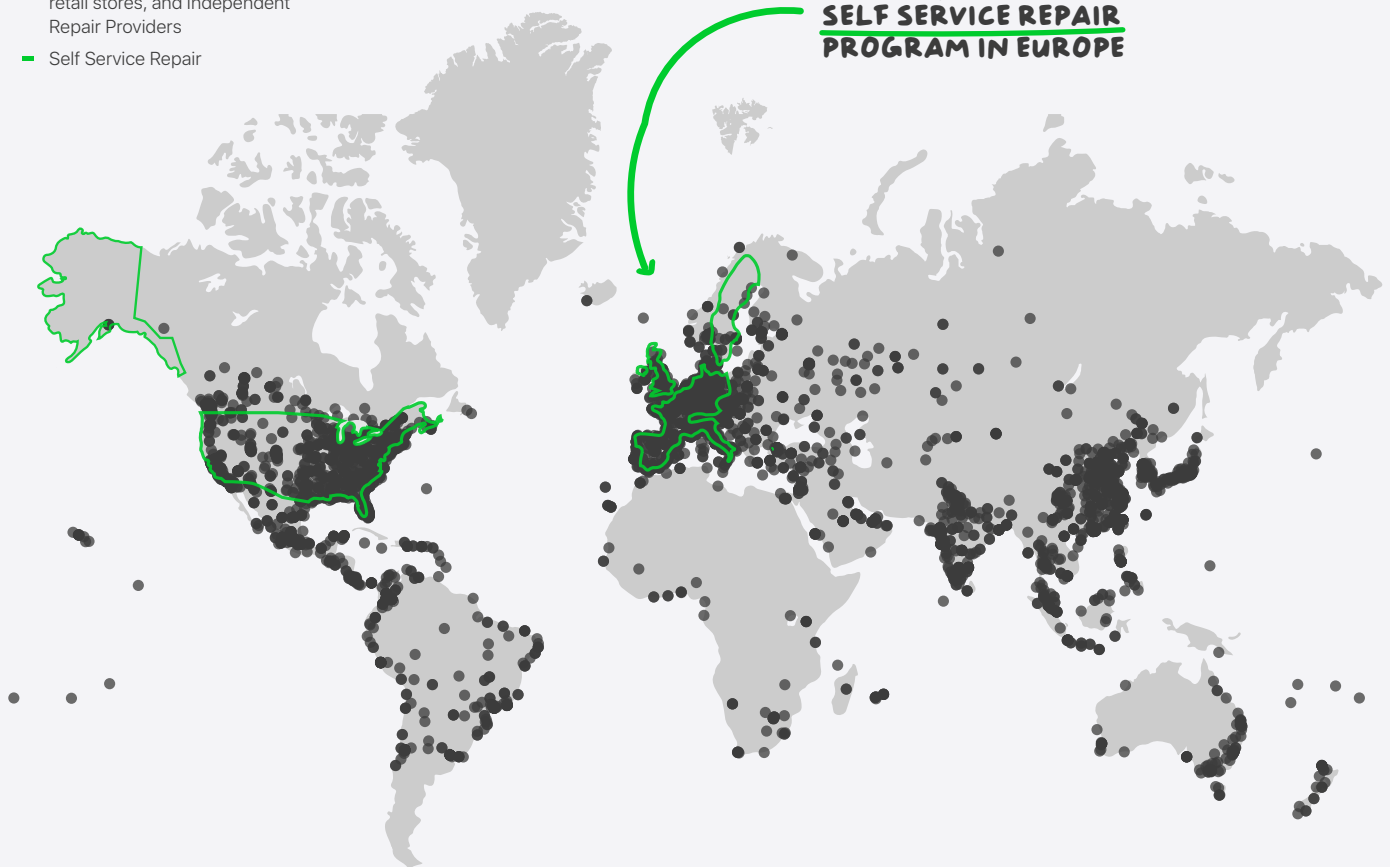 retail stores, and Independent
Repair Providers
Self Service Repair
SELF SERVICE REPAIR
PROGRAM IN EUROPE